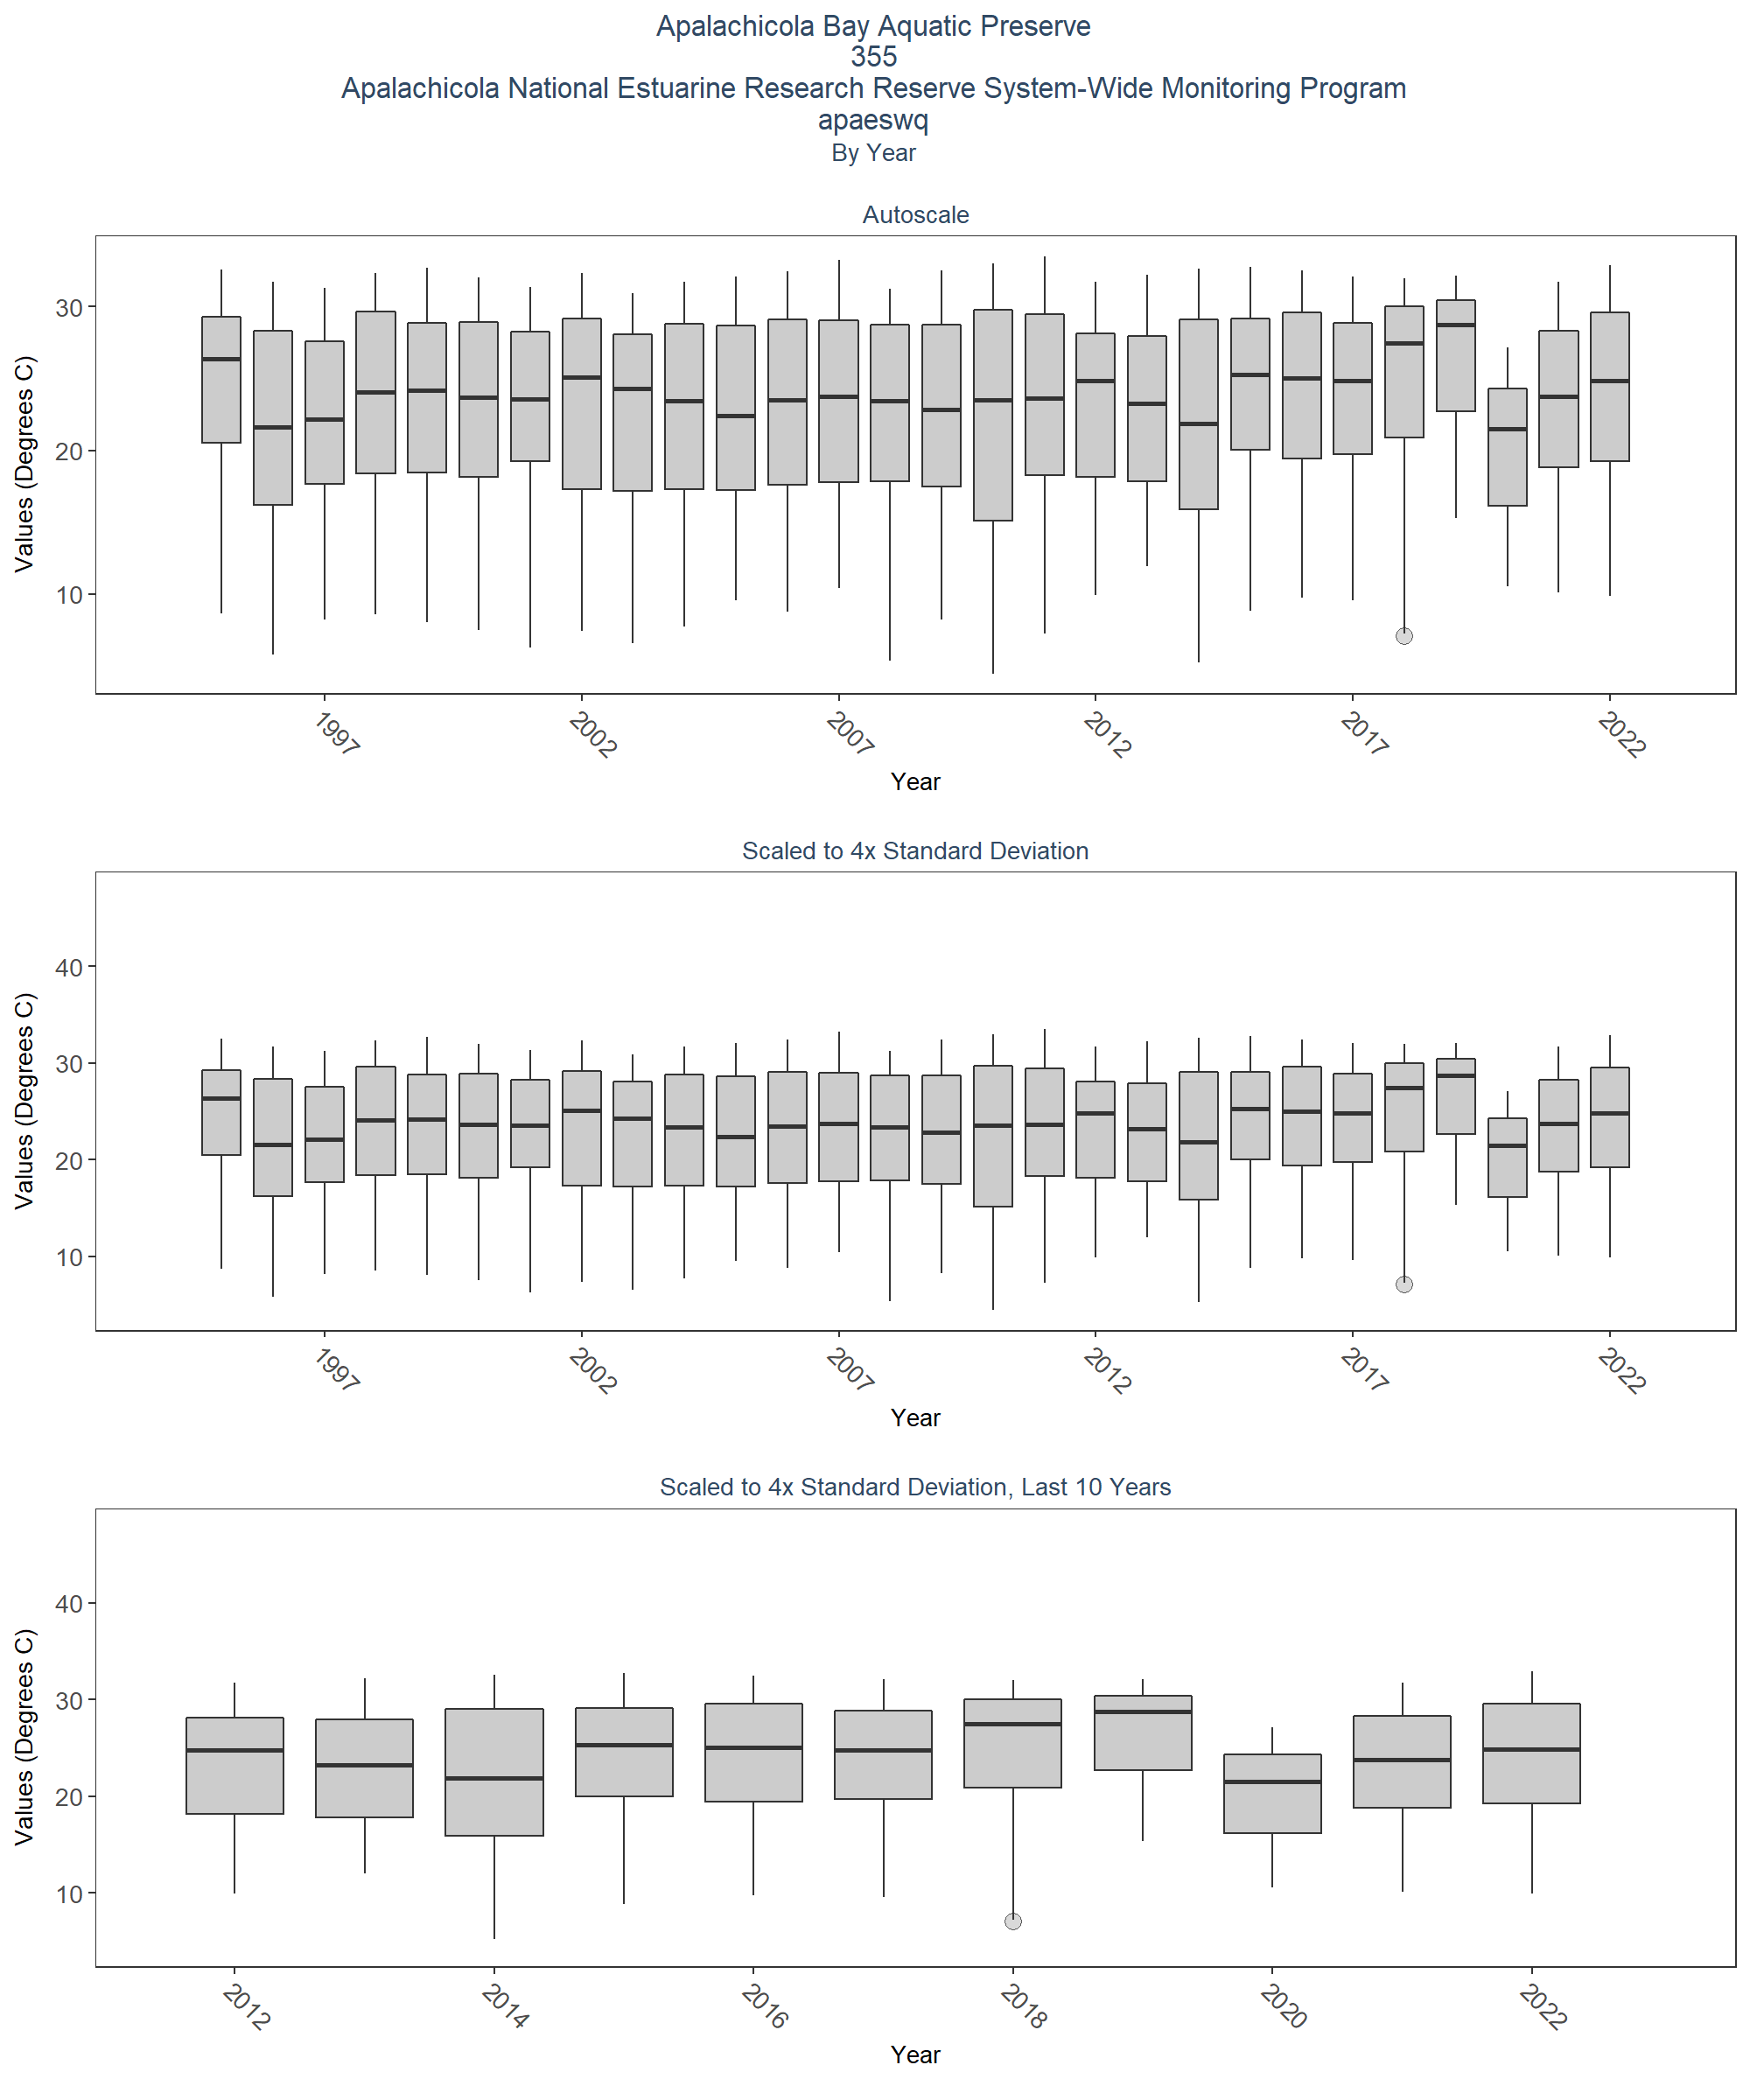 Apalachicola Bay Aquatic Preserve
355
Apalachicola National Estuarine Research Reserve System-Wide Monitoring Program
apaeswq
By Year
Autoscale
Values (Degrees C)
30
20
10
1997
2002
2007
2012
2017
2022
Year
Scaled to 4x Standard Deviation
Values (Degrees C)
40
30
20
10
1997
2002
2007
2012
2017
2022
Year
Scaled to 4x Standard Deviation, Last 10 Years
Values (Degrees C)
40
30
20
10
2012
2014
2016
2018
2020
2022
Year